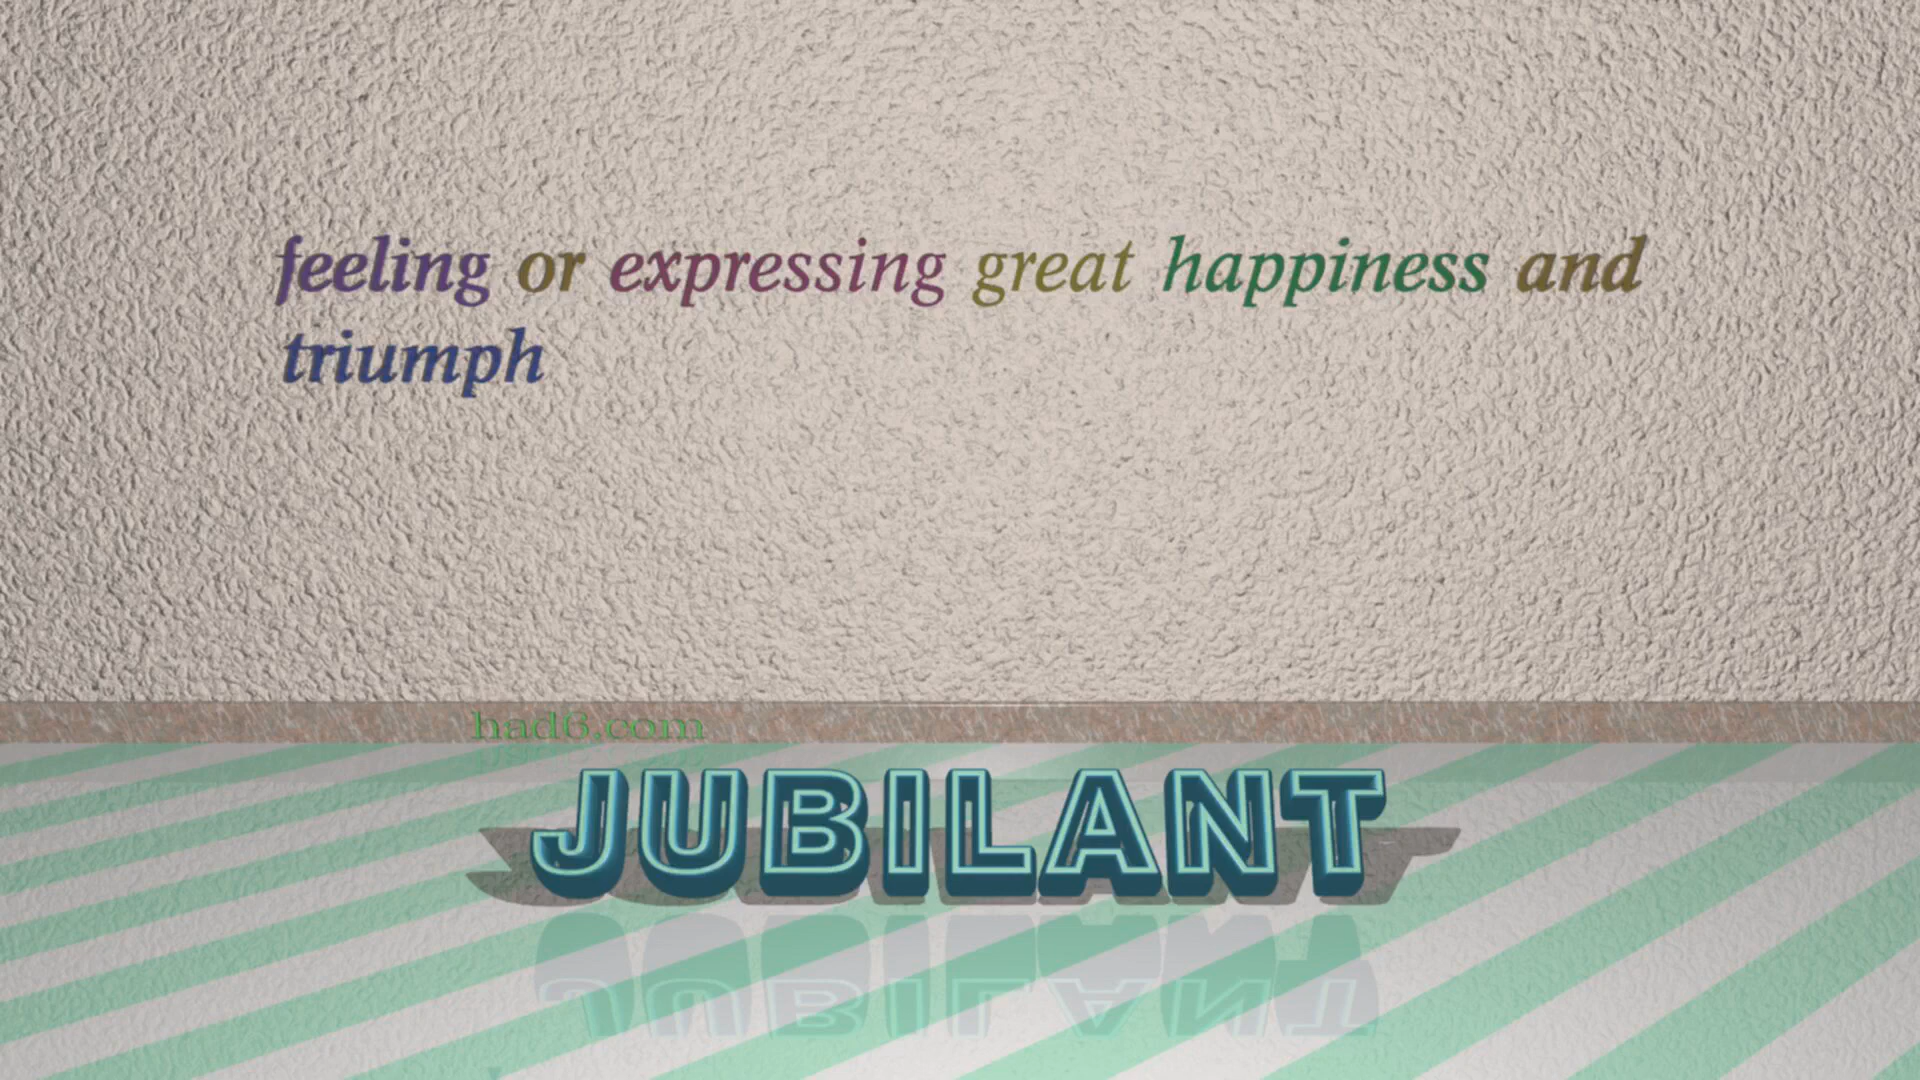 feeling or expressing great happiness and
triumph
had6.com
JUBILANT